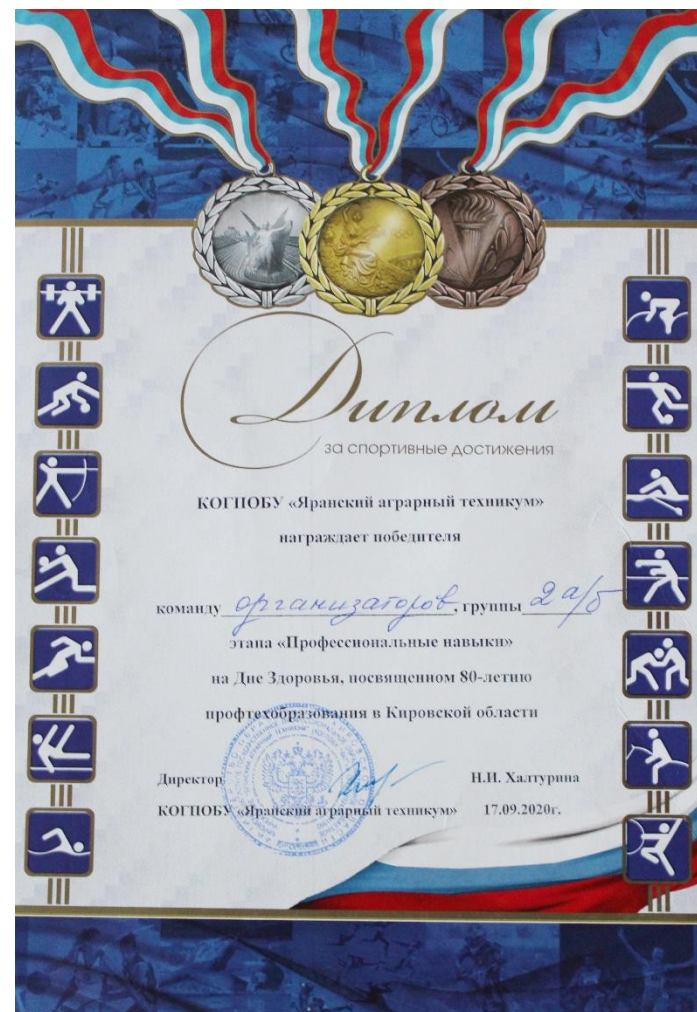 Диплом
за спортивные достижения
КОГПОБУ «Яранский аграрный техникум»
награждает победителя
команду организаторов, группы 2 а/б
этапа «Профессиональные навыки»
на Дне Здоровья, посвященном 80-летию
профтехобразования в Кировской области
Директор Н.И. Халтурина
КОГПОБУ «Яранский аграрный техникум» 17.09.2020г.